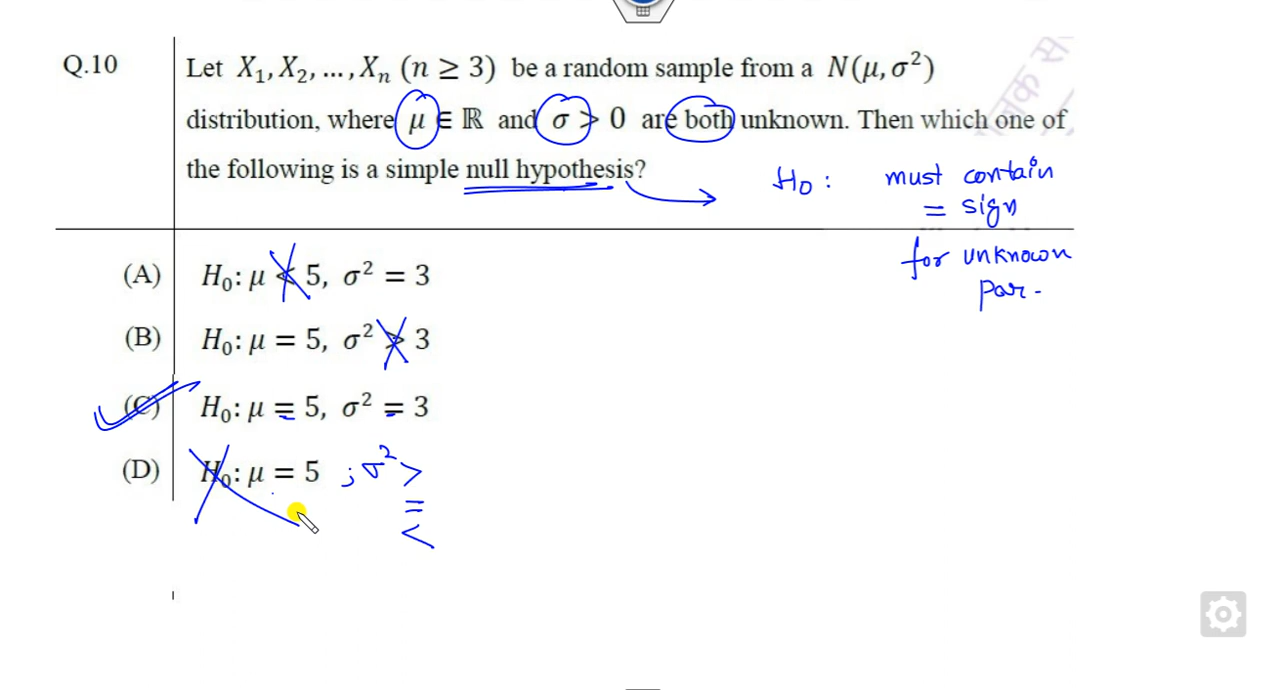 Q.10 Let X₁, X₂, ..., Xₙ (n ≥ 3) be a random sample from a N(μ, σ²)
distribution, where μ ∈ ℝ and σ > 0 are both unknown. Then which one of
the following is a simple null hypothesis?
H₀ : must contain
= sign
for unknown
par-
(A) H₀: μ < 5, σ² = 3
(B) H₀: μ = 5, σ² > 3
(C) H₀: μ = 5, σ² = 3
(D) H₀: μ = 5 ; σ² >
=
<